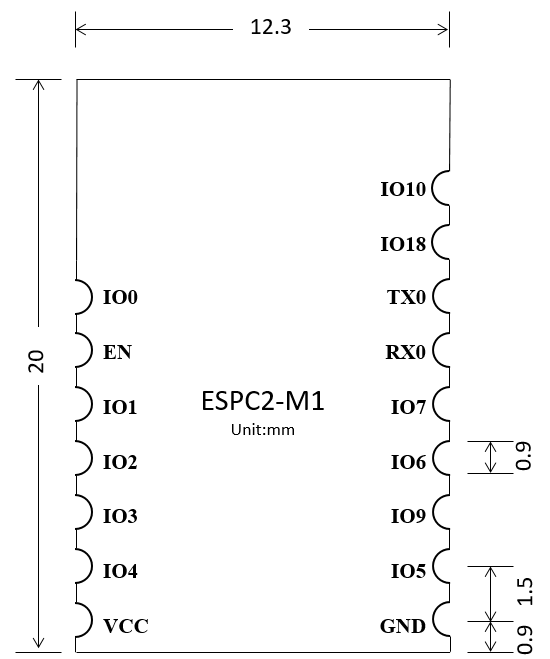 12.3
IO10
IO18
IO0 TX0
EN RX0
20
ESPC2-M1
IO1 IO7
Unit:mm
IO2 IO6 0.9
IO3 IO9
IO4 IO5
1.5
VCC GND
0.9